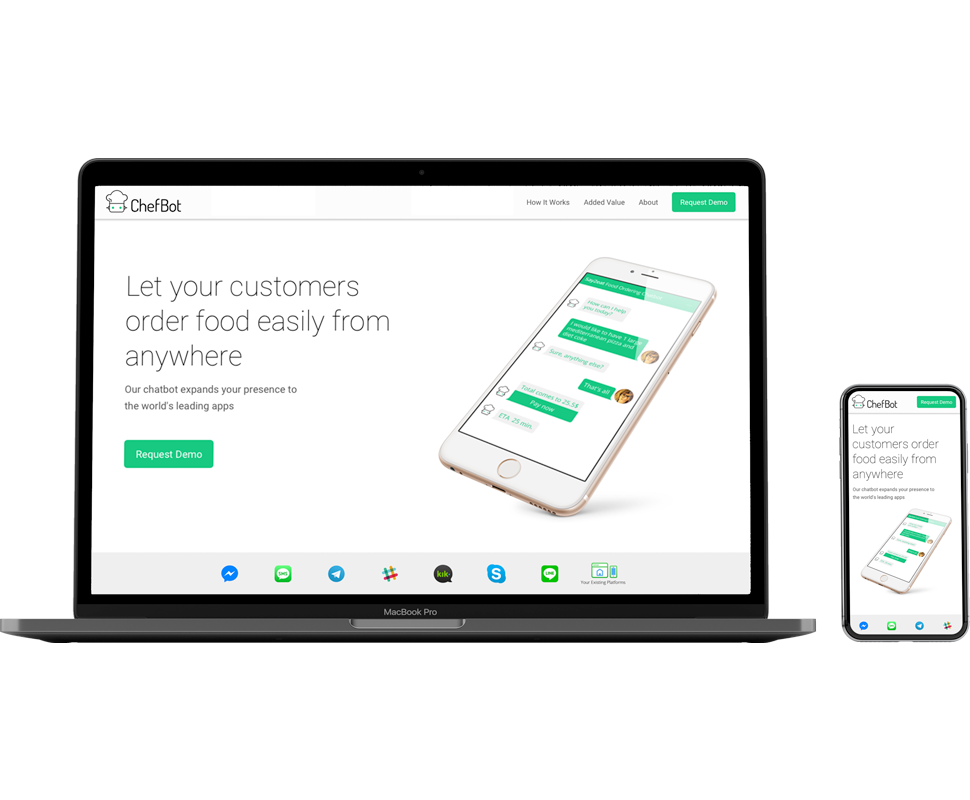 ChefBot
How It Works
Added Value
About
Request Demo
Let your customers
order food easily from
anywhere
Our chatbot expands your presence to
the world's leading apps
Request Demo
Food Ordering
How can I help
you today?
I would like to have 1 large
mediterranean pizza and
diet coke
Sure, anything else?
That's all
Total comes to 25.5$
Pay now
ETA -25 min.
SMS
kik
LINE
Your Existing Platforms
MacBook Pro
ChefBot
Request Demo
Let your
customers order
food easily from
anywhere
Our chatbot expands your presence to
the world's leading apps